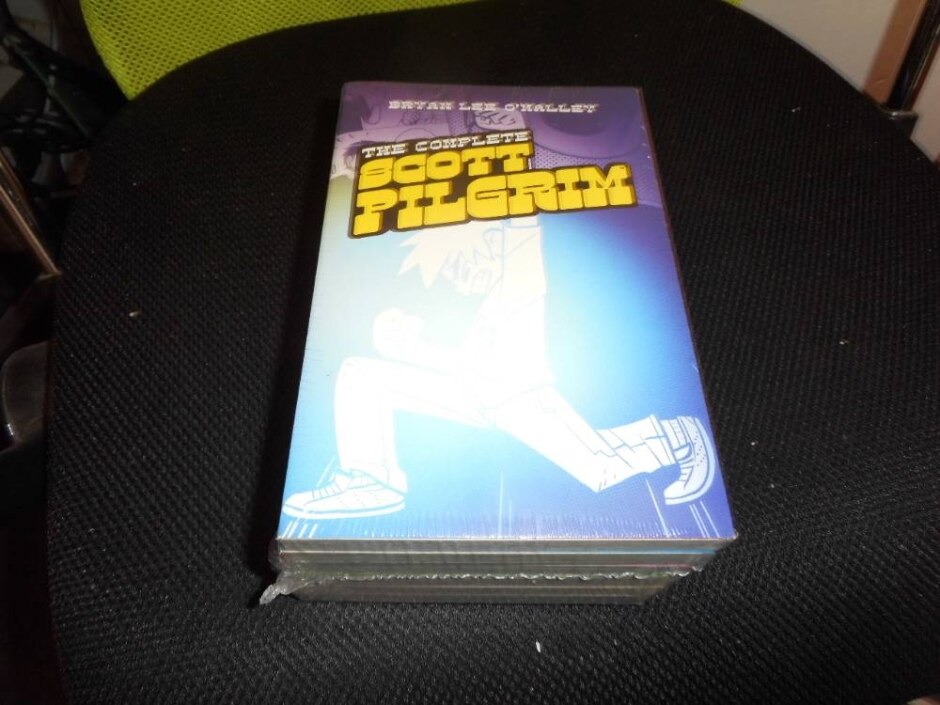 BRYAN LEE O'MALLEY
THE COMPLETE
SCOTT
PILGRIM